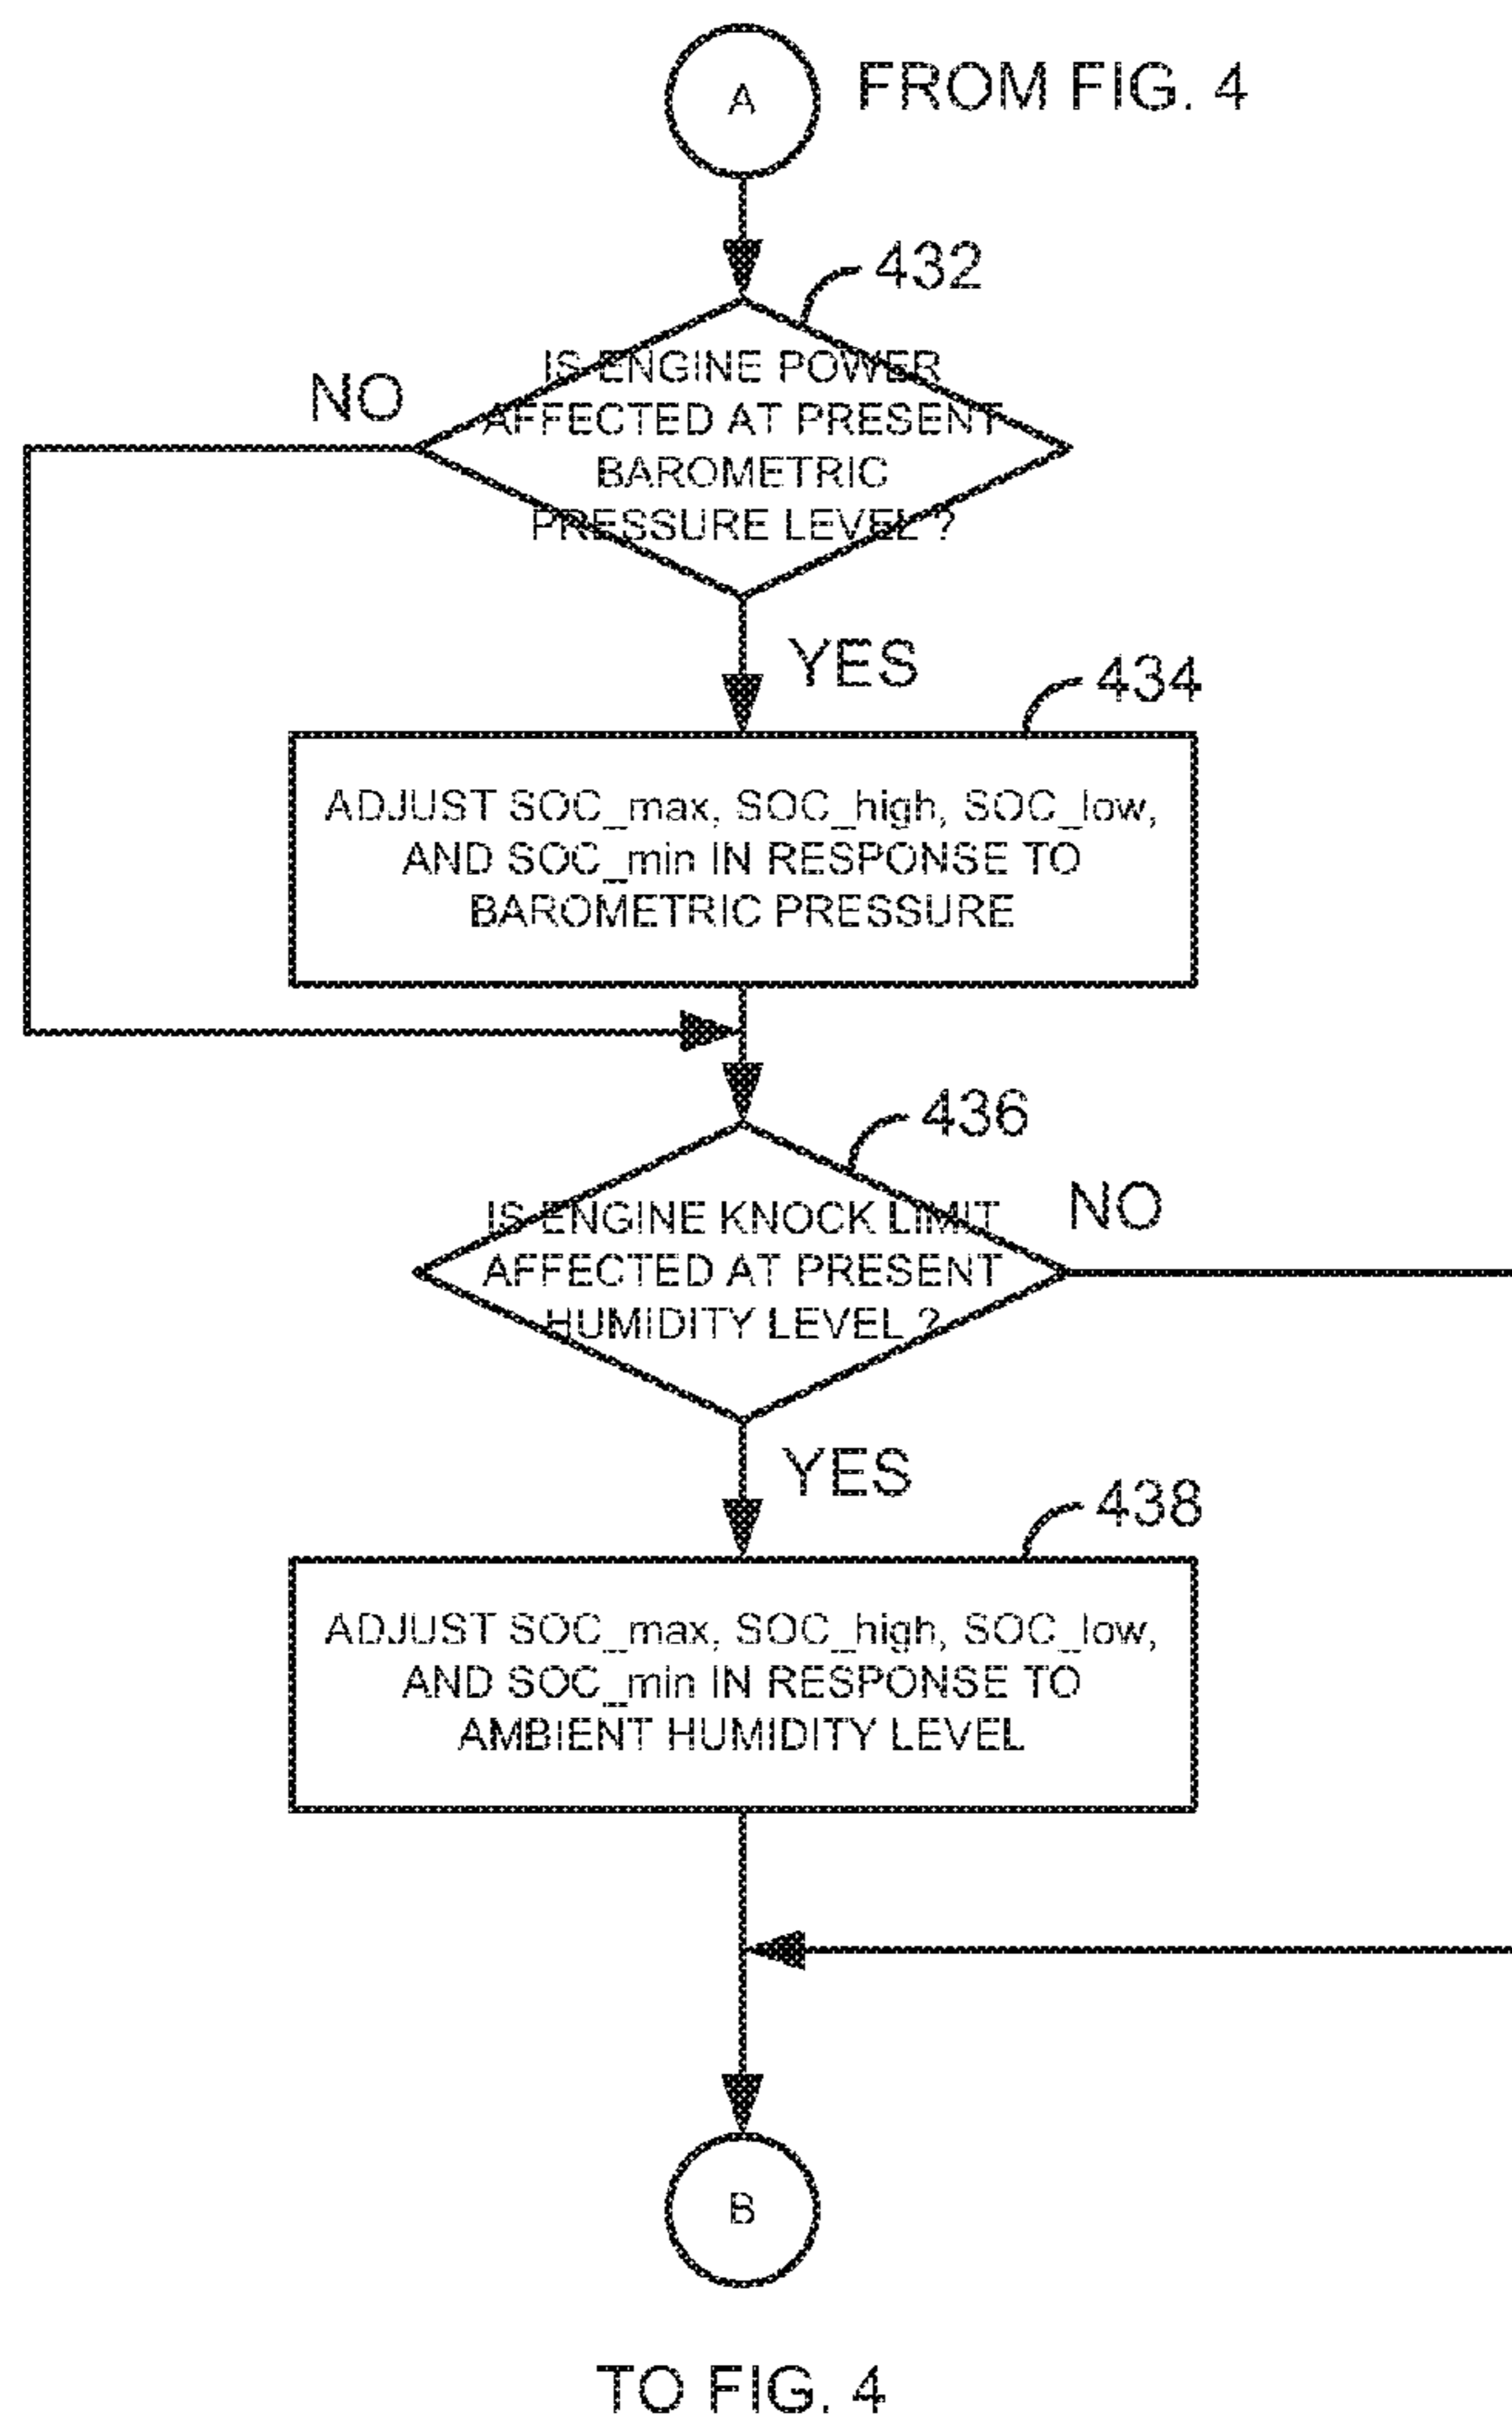 A
FROM FIG. 4
432
IS ENGINE POWER
AFFECTED AT PRESENT
BAROMETRIC
PRESSURE LEVEL ?
NO
YES
434
ADJUST SOC_max, SOC_high, SOC_low,
AND SOC_min IN RESPONSE TO
BAROMETRIC PRESSURE
436
IS ENGINE KNOCK LIMIT
AFFECTED AT PRESENT
HUMIDITY LEVEL ?
NO
YES
438
ADJUST SOC_max, SOC_high, SOC_low,
AND SOC_min IN RESPONSE TO
AMBIENT HUMIDITY LEVEL
B
TO FIG. 4